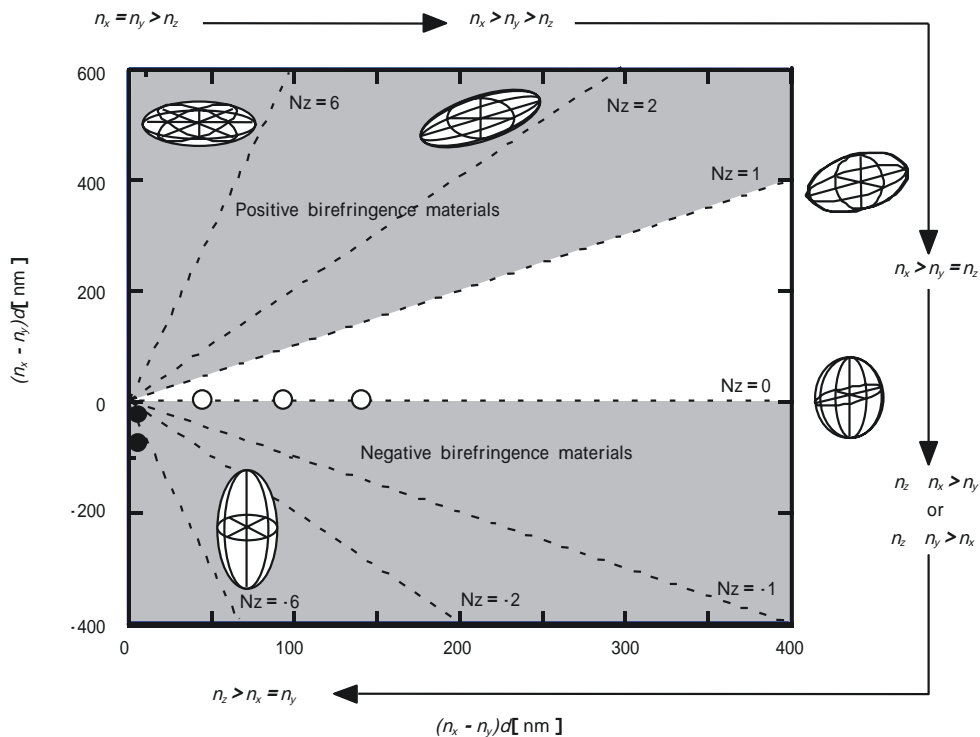 nx = ny > nz
nx > ny > nz
600
Nz = 6
Nz = 2
400
Nz = 1
Positive birefringence materials
nx > ny = nz
200
(nx - ny)d[ nm ]
0
Nz = 0
Negative birefringence materials
nz nx > ny
or
nz ny > nx
-200
Nz = -6
Nz = -2
Nz = -1
-400
0
100
200
300
400
nz > nx = ny
(nx - ny)d[ nm ]